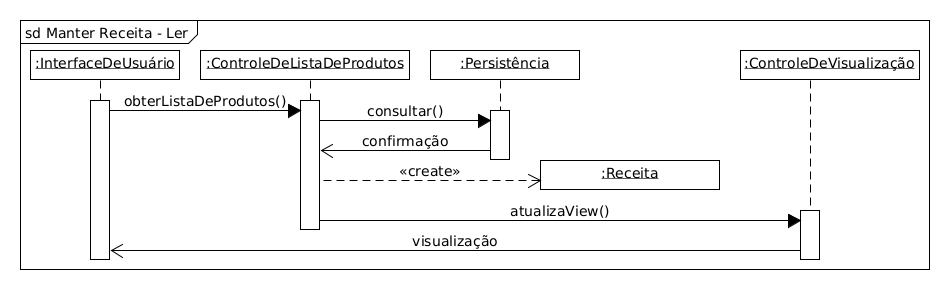 sd Manter Receita - Ler
:InterfaceDeUsuário
:ControleDeListaDeProdutos
:Persistência
:ControleDeVisualização
obterListaDeProdutos()
consultar()
confirmação
«create»
:Receita
atualizaView()
visualização